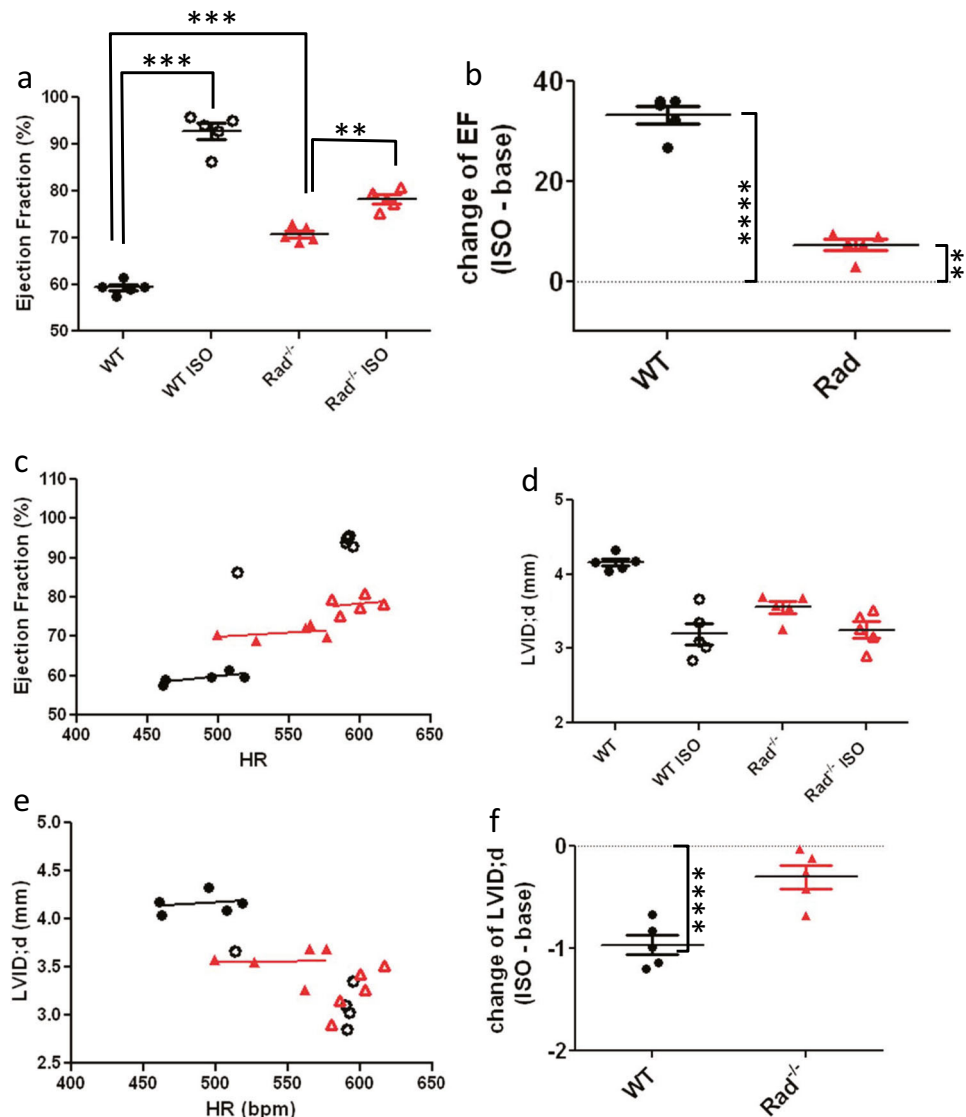 a
***
***
**
Ejection Fraction (%)
100
90
80
70
60
50
WT
WT ISO
Rad-/-
Rad-/- ISO
b
change of EF
(ISO - base)
40
20
0
****
**
WT
Rad
c
Ejection Fraction (%)
110
100
90
80
70
60
50
400
450
500
550
600
650
HR
d
LVID;d (mm)
5
4
3
2
WT
WT ISO
Rad-/-
Rad-/- ISO
e
LVID;d (mm)
5.0
4.5
4.0
3.5
3.0
2.5
400
450
500
550
600
650
HR (bpm)
f
change of LVID;d
(ISO - base)
0
-1
-2
****
WT
Rad-/-